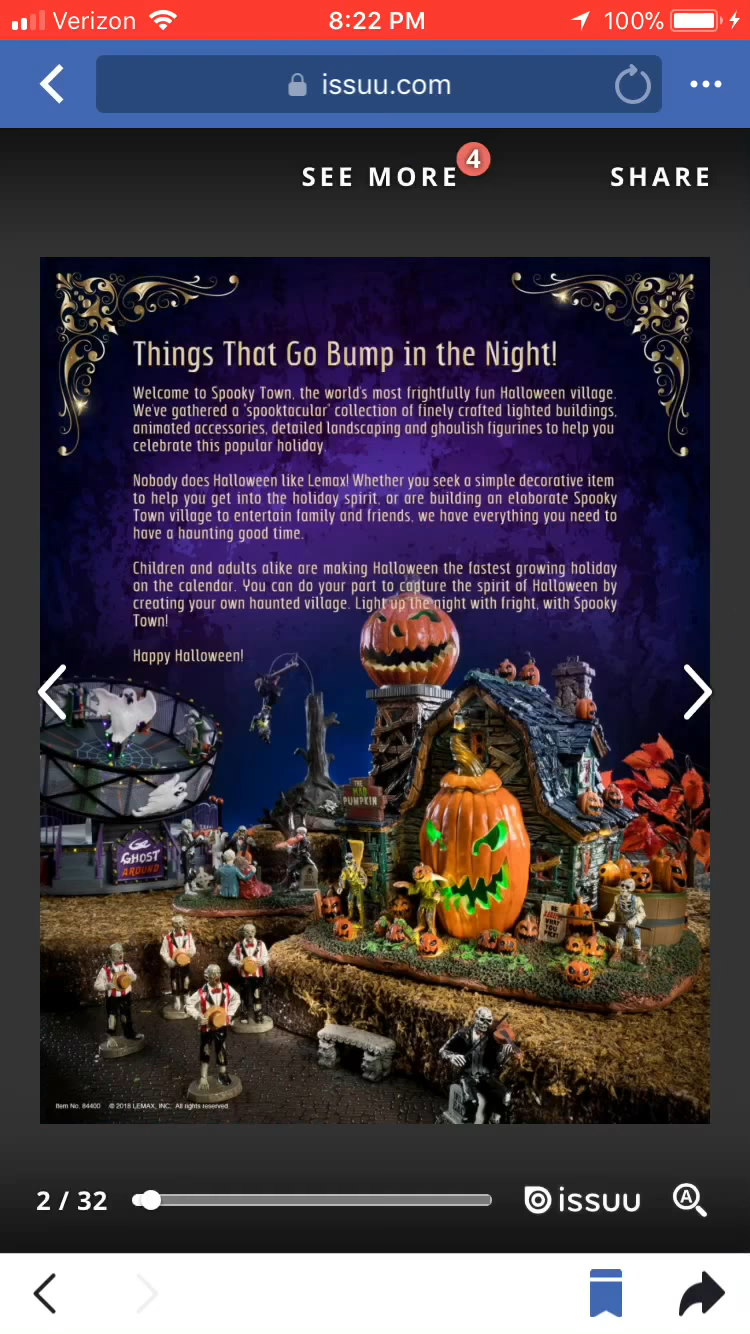 Verizon 8:22 PM 100%
issuu.com
SEE MORE 4 SHARE
Things That Go Bump in the Night!
Welcome to Spooky Town, the world's most frightfully fun Halloween village.
We've gathered a 'spooktacular' collection of finely crafted lighted buildings,
animated accessories, detailed landscaping and ghoulish figurines to help you
celebrate this popular holiday.
Nobody does Halloween like Lemax! Whether you seek a simple decorative item
to help you get into the holiday spirit, or are building an elaborate Spooky
Town village to entertain family and friends, we have everything you need to
have a haunting good time.
Children and adults alike are making Halloween the fastest growing holiday
on the calendar. You can do your part to capture the spirit of Halloween by
creating your own haunted village. Light up the night with fright, with Spooky
Town!
Happy Halloween!
THE
MAD
PUMPKIN
GHOST
AROUND
WHAT
YOU
PICK!
Item No. 84400 © 2018 LEMAX, INC. All rights reserved.
2 / 32 issuu A